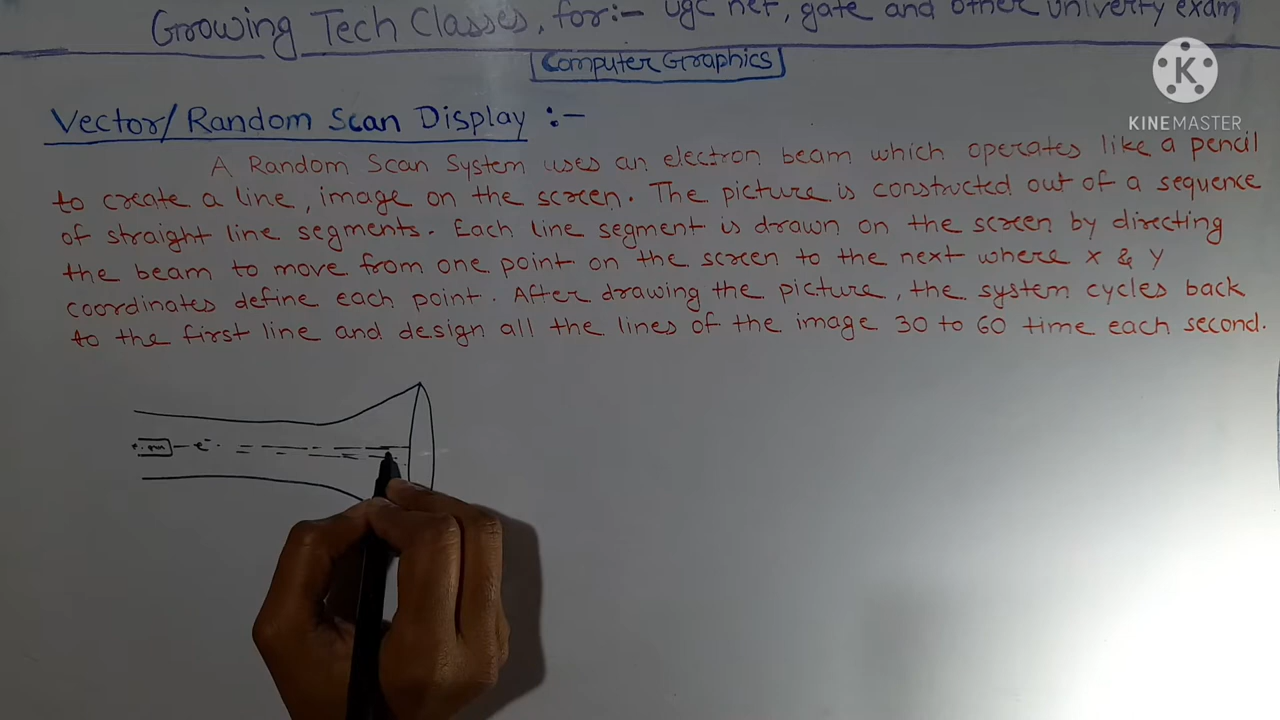 Growing Tech Classes, for:- ugc net, gate and other univerty exam
Computer Graphics
K
KINEMASTER
Vector/Random Scan Display :-
A Random Scan System uses an electron beam which operates like a pencil
to create a line, image on the screen. The picture is constructed out of a sequence
of straight line segments. Each line segment is drawn on the screen by directing
the beam to move from one point on the screen to the next where x & y
coordinates define each point. After drawing the picture, the system cycles back
to the first line and design all the lines of the image 30 to 60 time each second.
e-